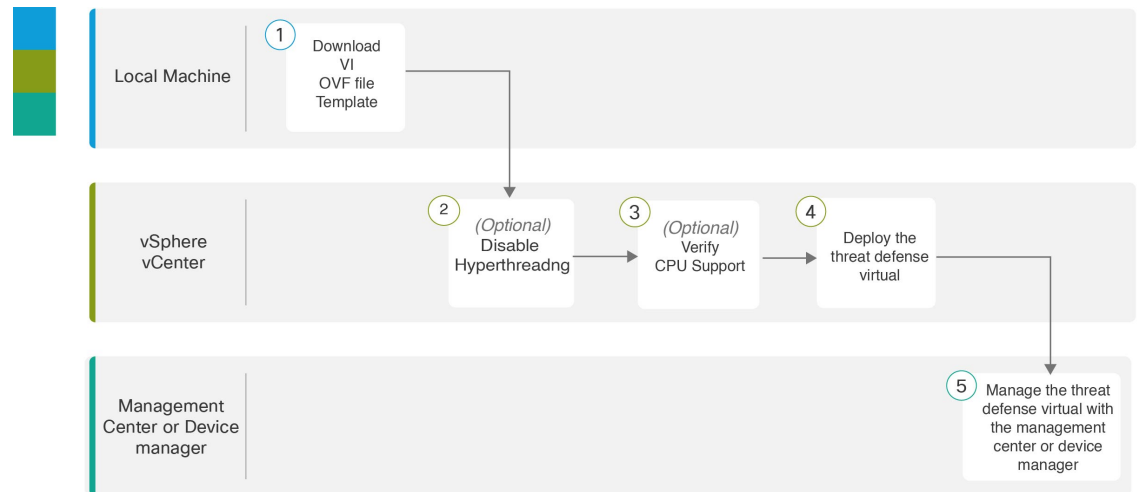 Local Machine
1
Download
VI
OVF file
Template
vSphere
vCenter
2
(Optional)
Disable
Hyperthreadng
3
(Optional)
Verify
CPU Support
4
Deploy the
threat defense
virtual
Management
Center or Device
manager
5
Manage the threat
defense virtual with
the management
center or device
manager